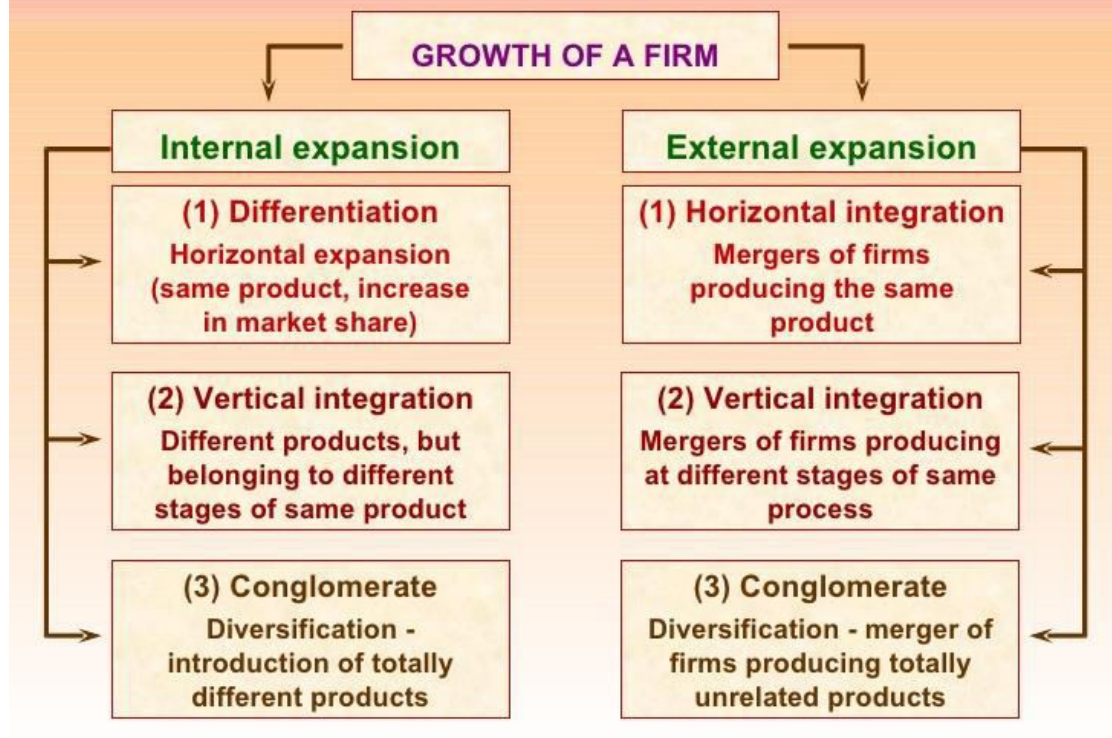 GROWTH OF A FIRM
Internal expansion
(1) Differentiation
Horizontal expansion
(same product, increase
in market share)
(2) Vertical integration
Different products, but
belonging to different
stages of same product
(3) Conglomerate
Diversification -
introduction of totally
different products
External expansion
(1) Horizontal integration
Mergers of firms
producing the same
product
(2) Vertical integration
Mergers of firms producing
at different stages of same
process
(3) Conglomerate
Diversification - merger of
firms producing totally
unrelated products